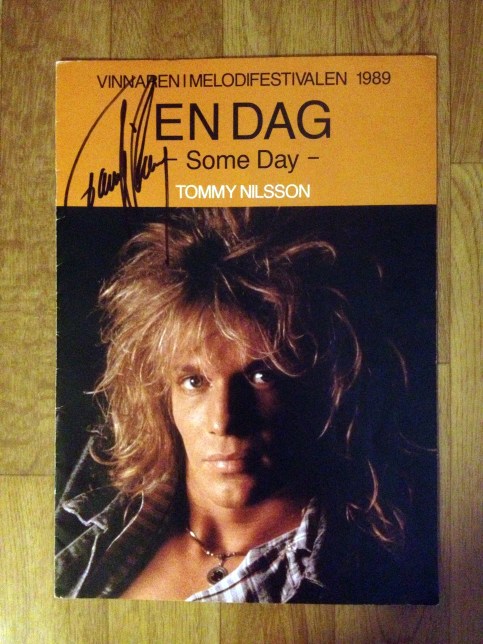 VINNAREN I MELODIFESTIVALEN 1989
EN DAG
- Some Day -
TOMMY NILSSON